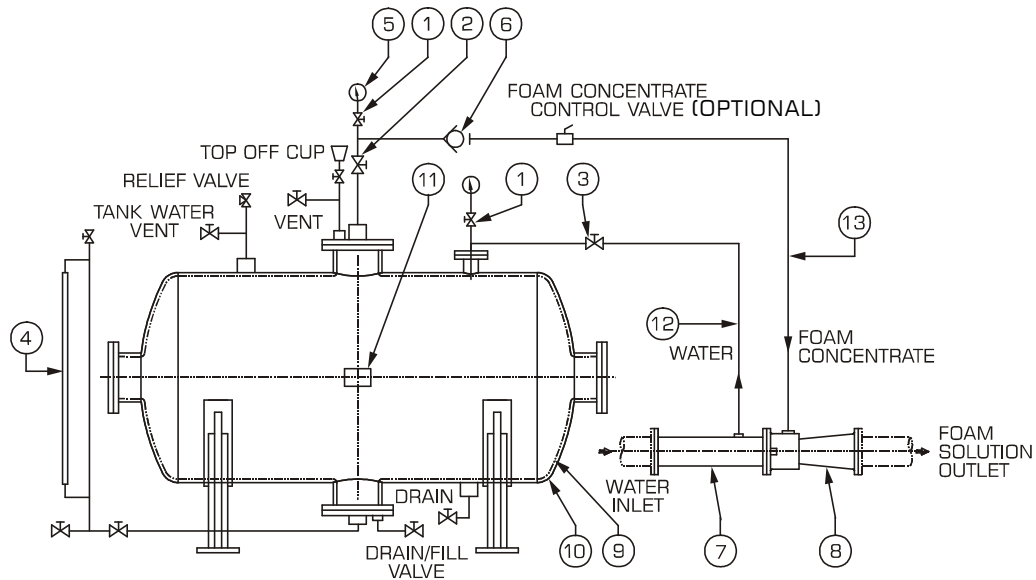 5
1
2
6
FOAM CONCENTRATE
CONTROL VALVE (OPTIONAL)
TOP OFF CUP
RELIEF VALVE
TANK WATER
VENT
VENT
11
1
3
13
4
12
WATER
FOAM
CONCENTRATE
FOAM
SOLUTION
OUTLET
WATER
INLET
DRAIN
DRAIN/FILL
VALVE
10
9
7
8